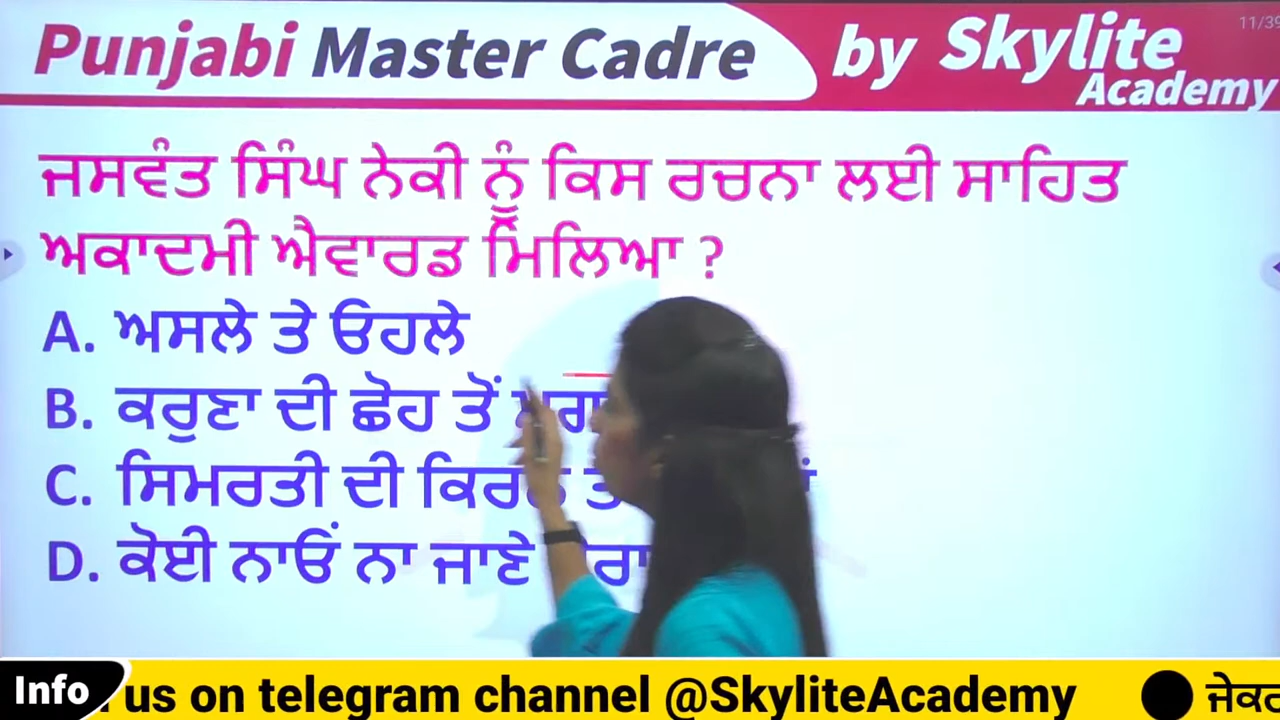 Punjabi Master Cadre
by Skylite
Academy
11/39
ਜਸਵੰਤ ਸਿੰਘ ਨੇਕੀ ਨੂੰ ਕਿਸ ਰਚਨਾ ਲਈ ਸਾਹਿਤ
ਅਕਾਦਮੀ ਐਵਾਰਡ ਮਿਲਿਆ ?
A. ਅਸਲੇ ਤੇ ਓਹਲੇ
B. ਕਰੁਣਾ ਦੀ ਛੋਹ ਤੋਂ
C. ਸਿਮਰਤੀ ਦੀ
D. ਕੋਈ ਨਾਓਂ ਨਾ ਜਾਣੇ
Info us on telegram channel @SkyliteAcademy